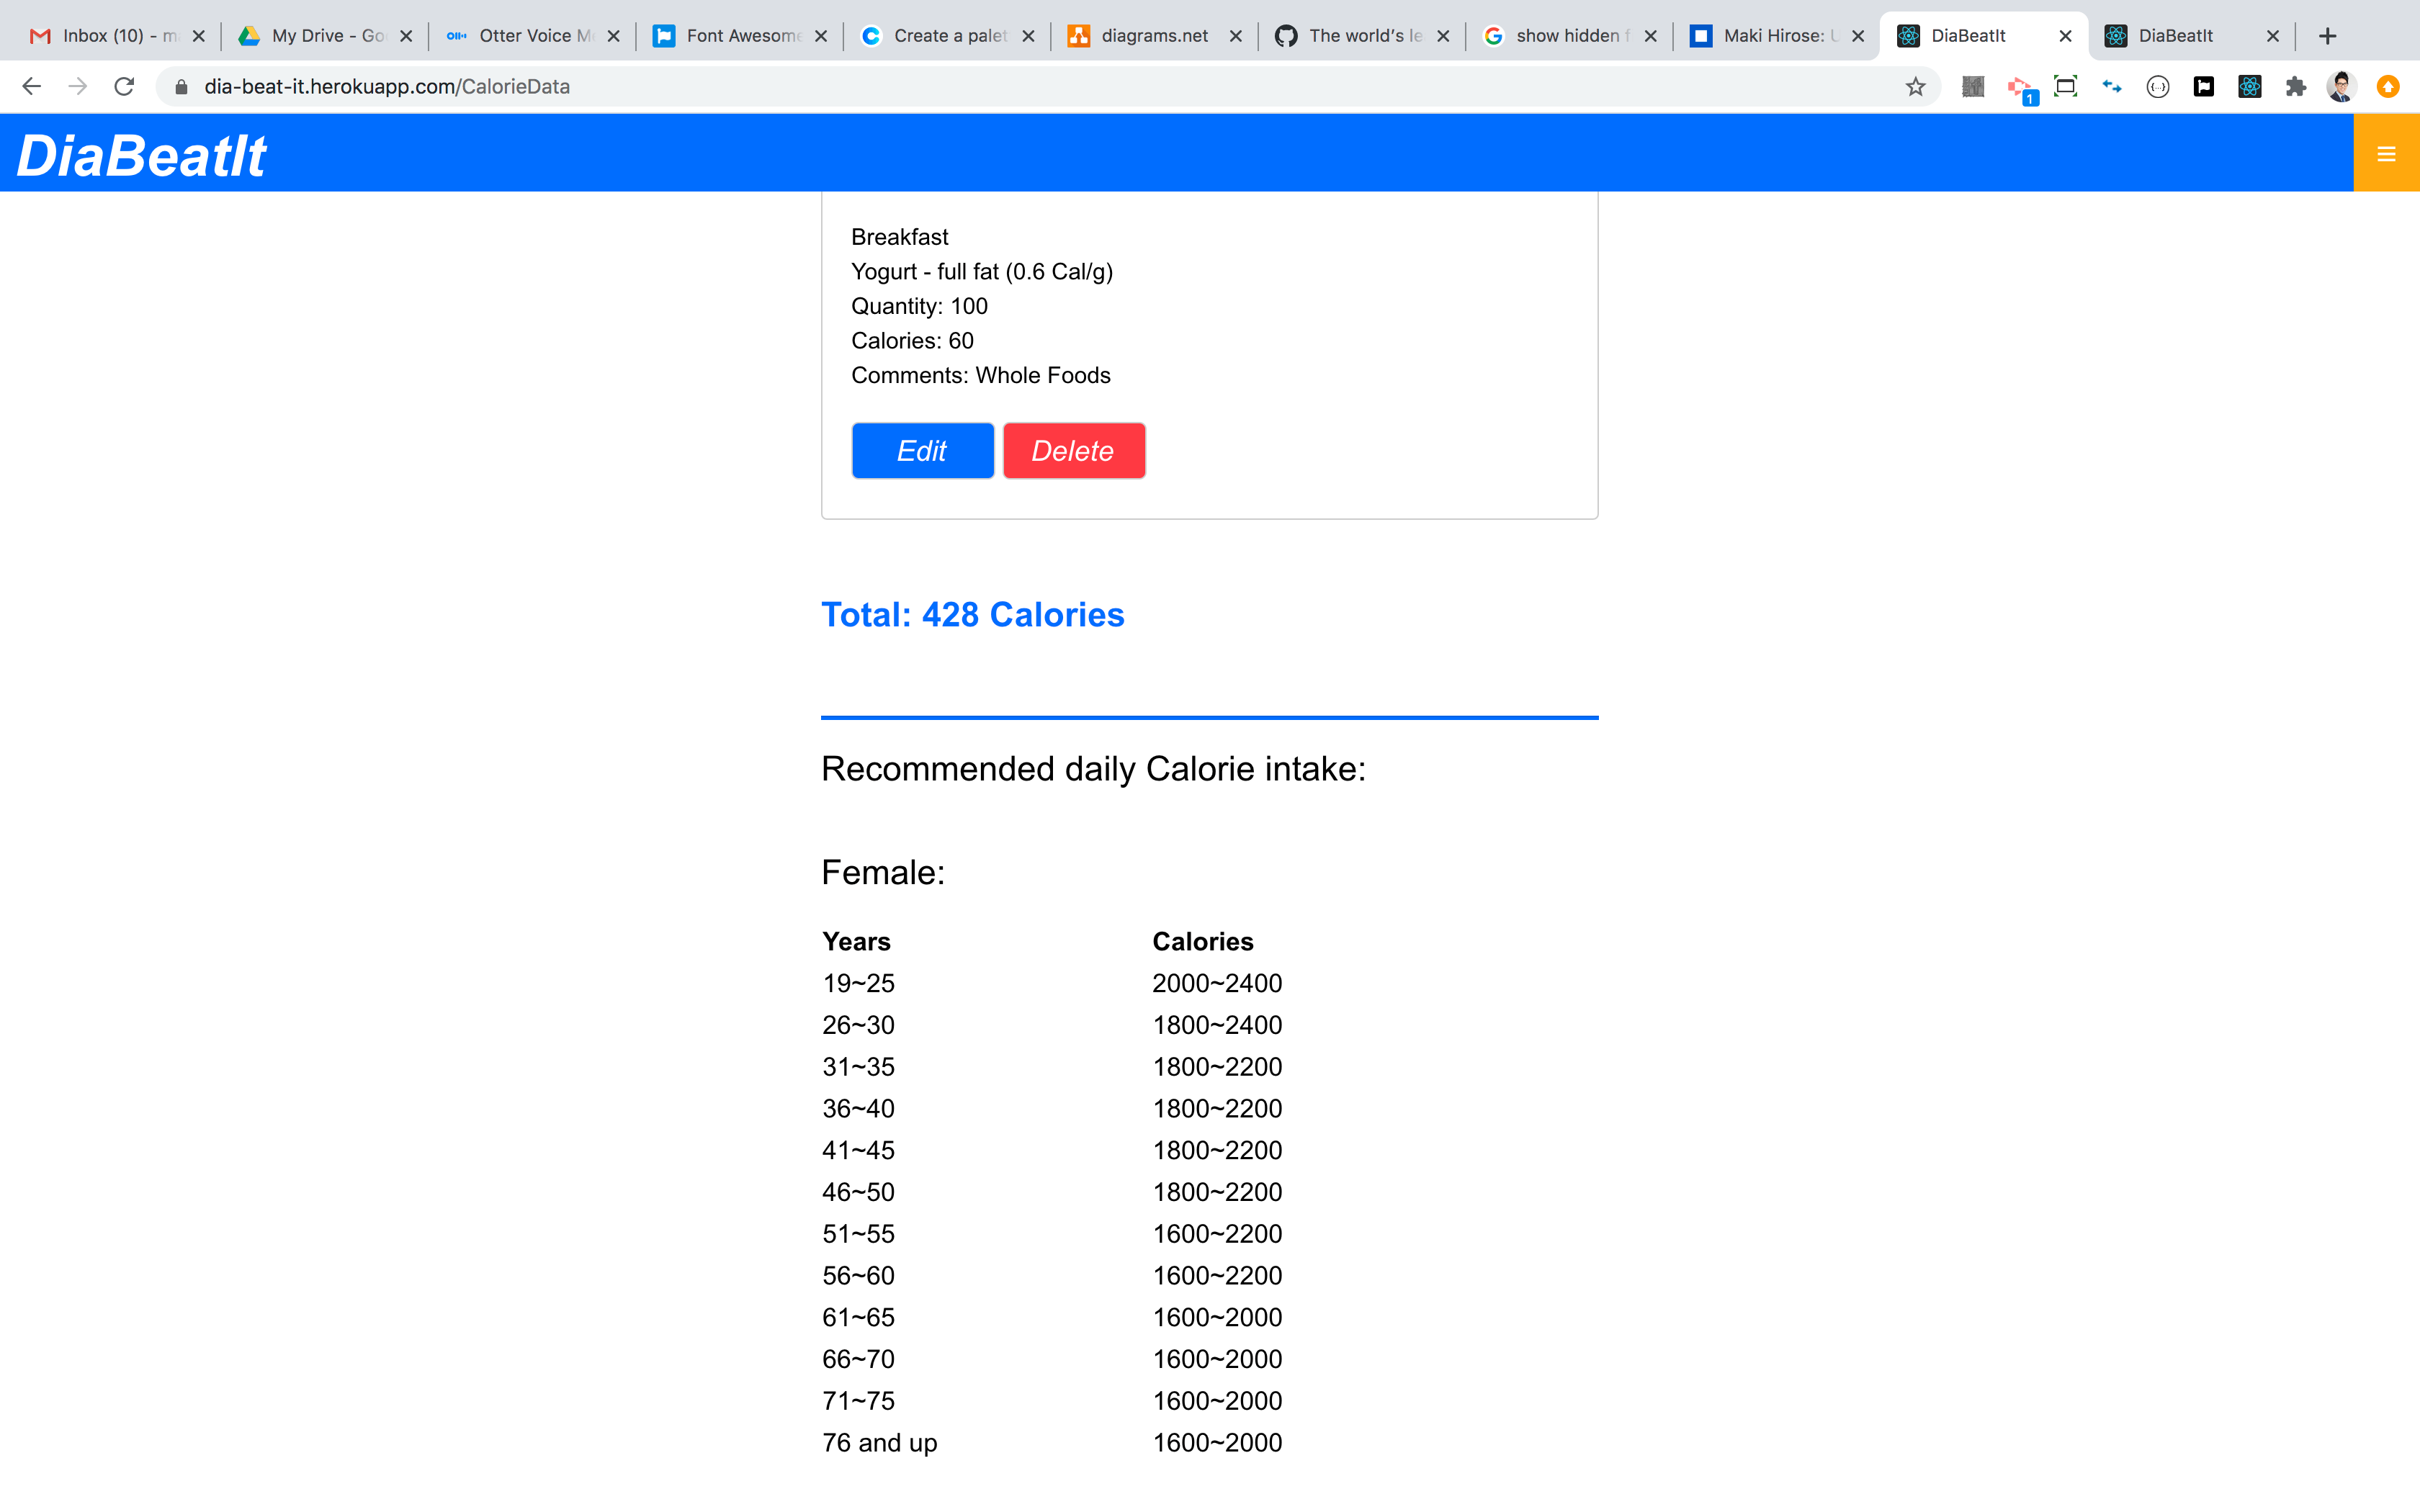 Inbox (10) - m
My Drive - Go
Otter Voice M
Font Awesome
Create a palet
diagrams.net
The world's le
show hidden f
Maki Hirose: U
DiaBeatIt
DiaBeatIt
dia-beat-it.herokuapp.com/CalorieData
1
DiaBeatIt
Breakfast
Yogurt - full fat (0.6 Cal/g)
Quantity: 100
Calories: 60
Comments: Whole Foods
Edit Delete
Total: 428 Calories
Recommended daily Calorie intake:
Female:
Years Calories
19~25 2000~2400
26~30 1800~2400
31~35 1800~2200
36~40 1800~2200
41~45 1800~2200
46~50 1800~2200
51~55 1600~2200
56~60 1600~2200
61~65 1600~2000
66~70 1600~2000
71~75 1600~2000
76 and up 1600~2000